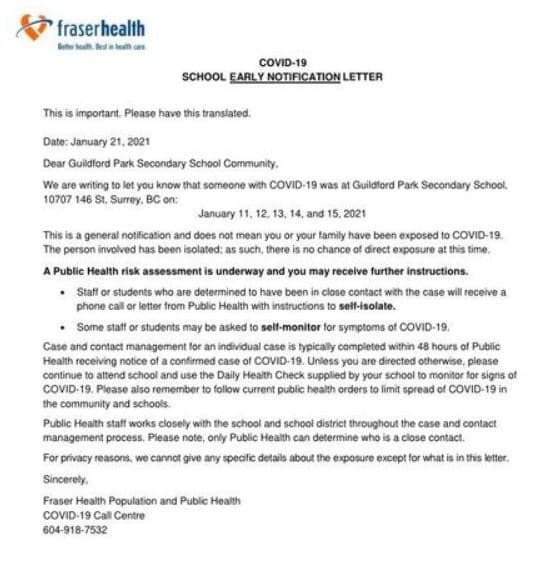 fraserhealth
Better health. Best in health care
COVID-19
SCHOOL EARLY NOTIFICATION LETTER
This is important. Please have this translated.
Date: January 21, 2021
Dear Guildford Park Secondary School Community,
We are writing to let you know that someone with COVID-19 was at Guildford Park Secondary School,
10707 146 St, Surrey, BC on:
January 11, 12, 13, 14, and 15, 2021
This is a general notification and does not mean you or your family have been exposed to COVID-19.
The person involved has been isolated; as such, there is no chance of direct exposure at this time.
A Public Health risk assessment is underway and you may receive further instructions.
• Staff or students who are determined to have been in close contact with the case will receive a
phone call or letter from Public Health with instructions to self-isolate.
• Some staff or students may be asked to self-monitor for symptoms of COVID-19.
Case and contact management for an individual case is typically completed within 48 hours of Public
Health receiving notice of a confirmed case of COVID-19. Unless you are directed otherwise, please
continue to attend school and use the Daily Health Check supplied by your school to monitor for signs of
COVID-19. Please also remember to follow current public health orders to limit spread of COVID-19 in
the community and schools.
Public Health staff works closely with the school and school district throughout the case and contact
management process. Please note, only Public Health can determine who is a close contact.
For privacy reasons, we cannot give any specific details about the exposure except for what is in this letter.
Sincerely,
Fraser Health Population and Public Health
COVID-19 Call Centre
604-918-7532